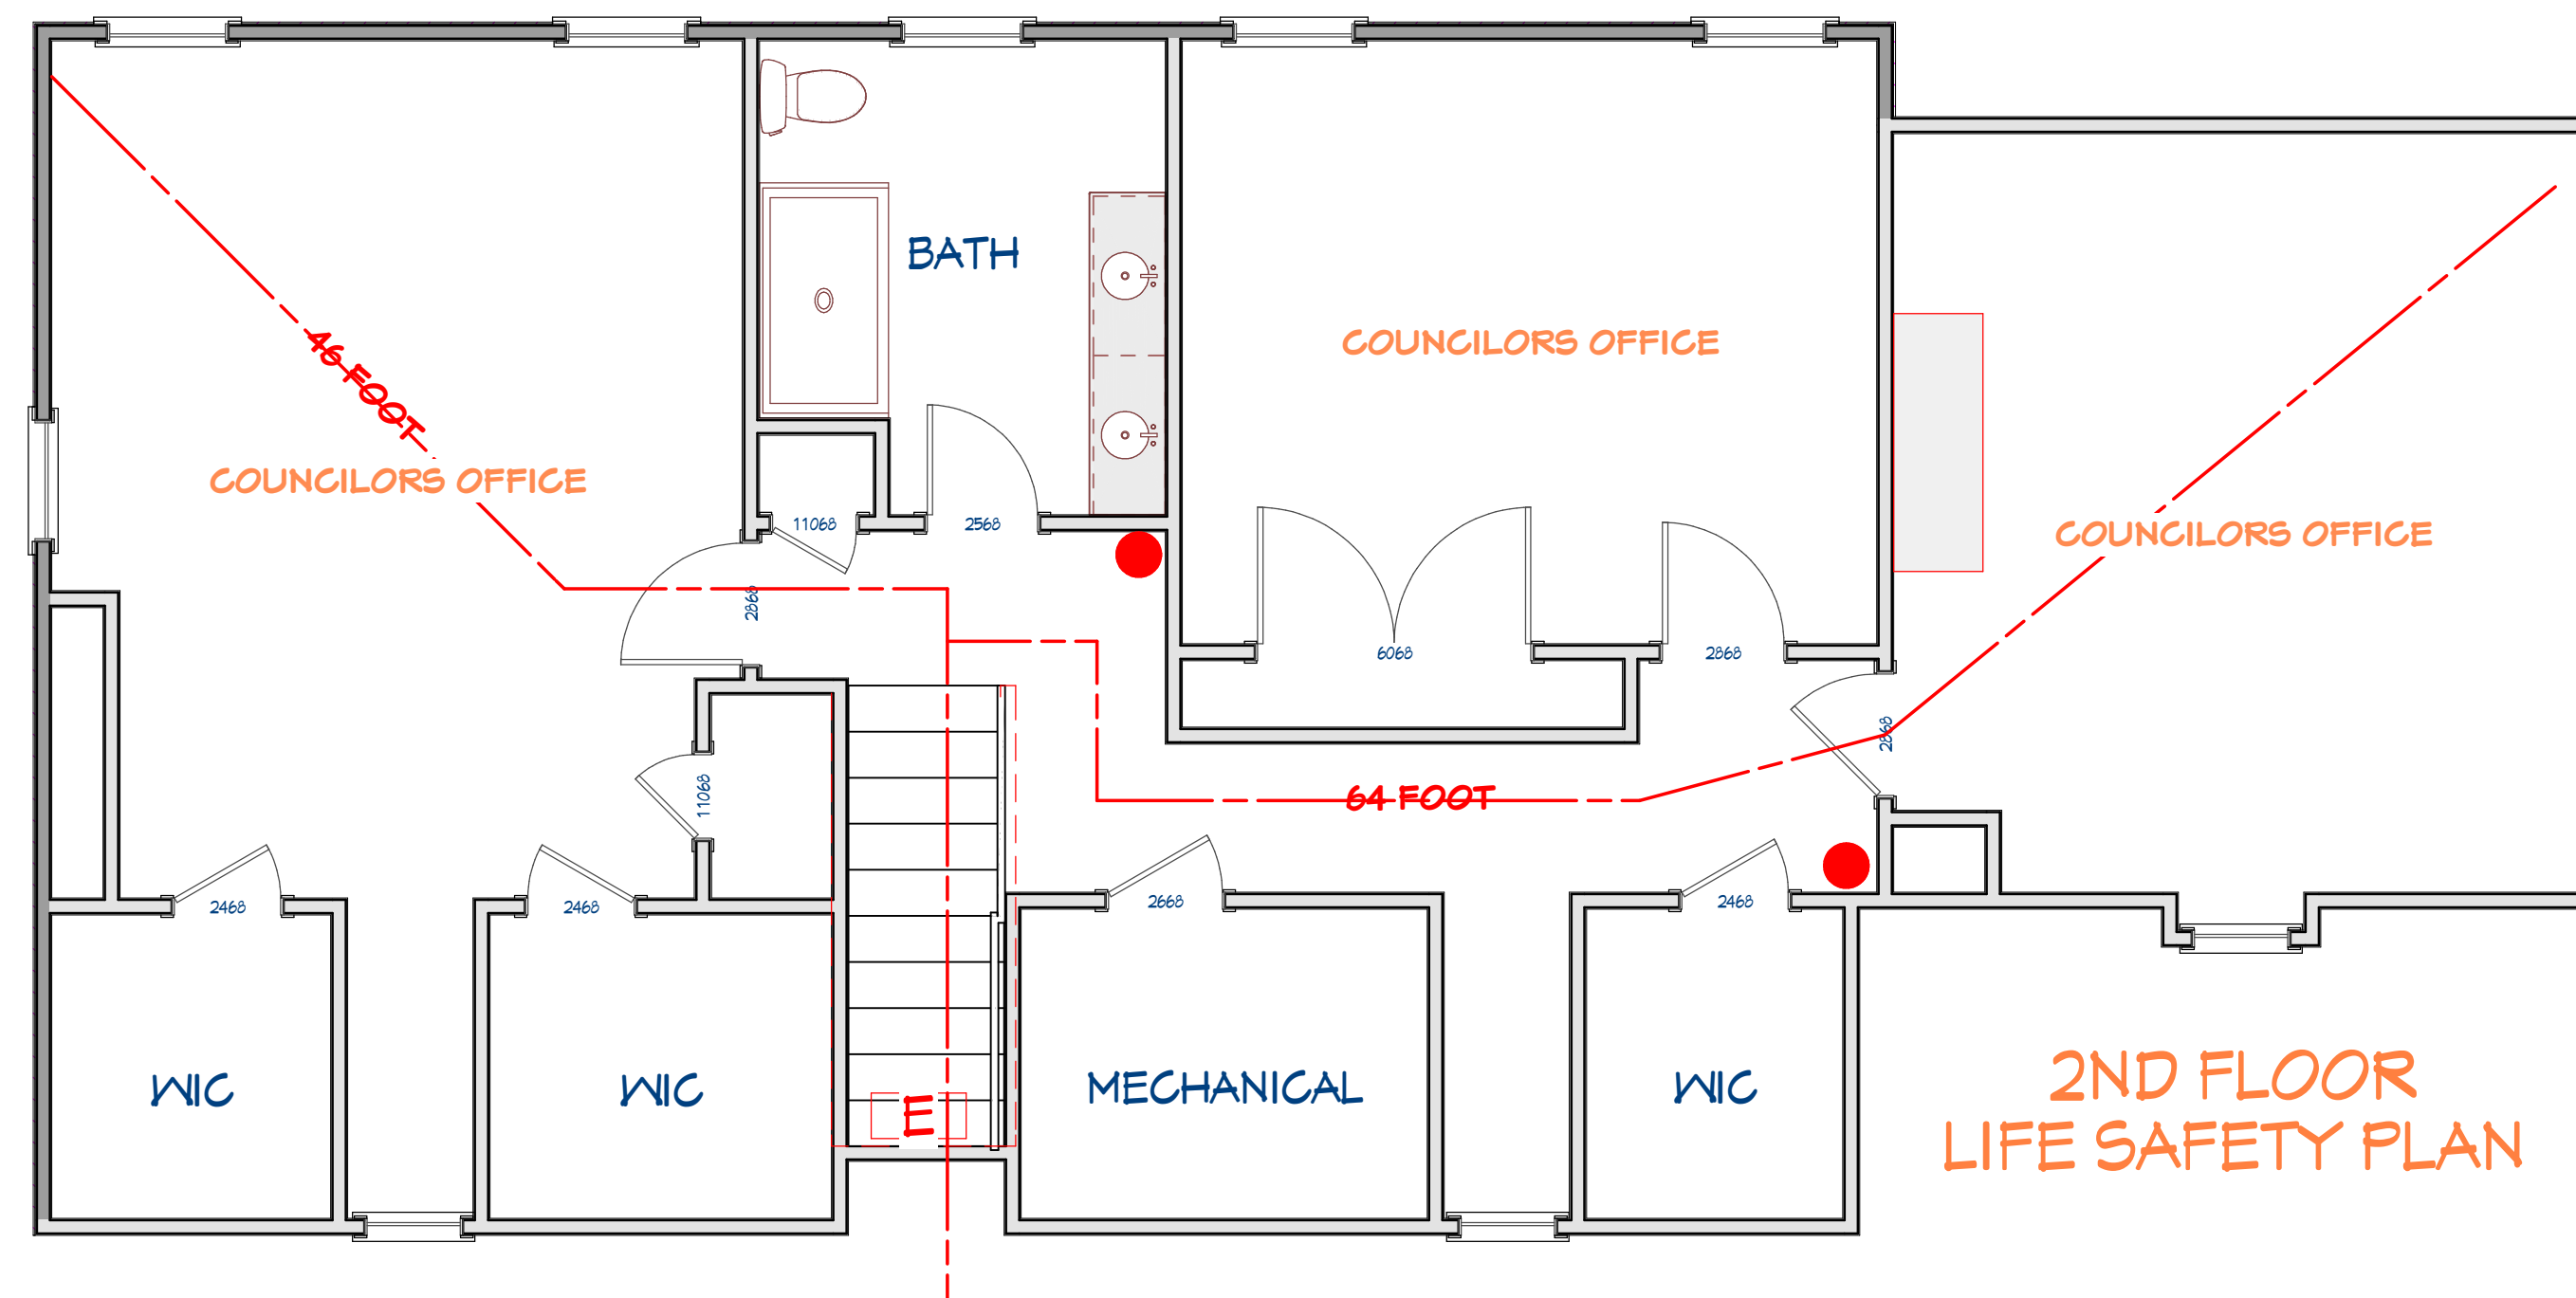 BATH
COUNCILORS OFFICE
46 FOOT
COUNCILORS OFFICE
11068
2568
COUNCILORS OFFICE
2868
6068
2868
2868
11068
64 FOOT
2468
2468
2668
2468
WIC
WIC
E
MECHANICAL
WIC
2ND FLOOR
LIFE SAFETY PLAN